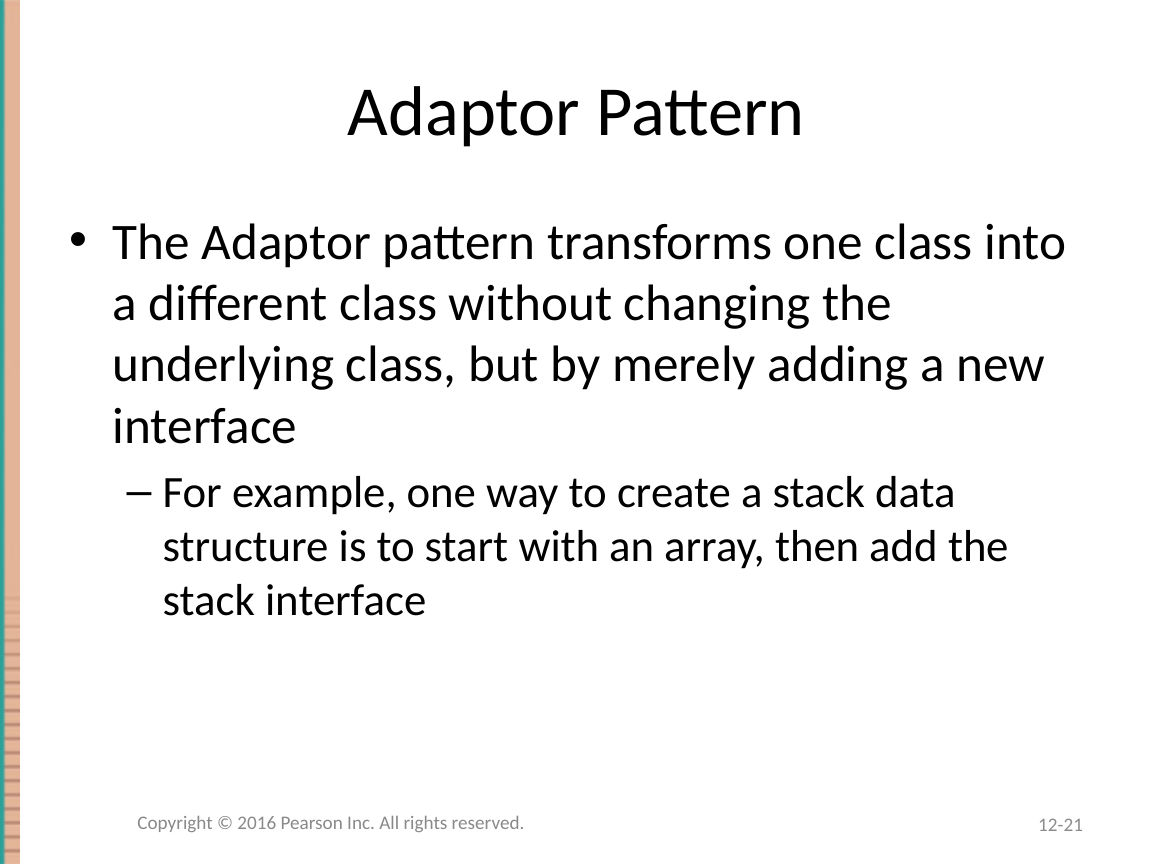 Adaptor Pattern
• The Adaptor pattern transforms one class into
a different class without changing the
underlying class, but by merely adding a new
interface
– For example, one way to create a stack data
structure is to start with an array, then add the
stack interface
Copyright © 2016 Pearson Inc. All rights reserved.
12-21